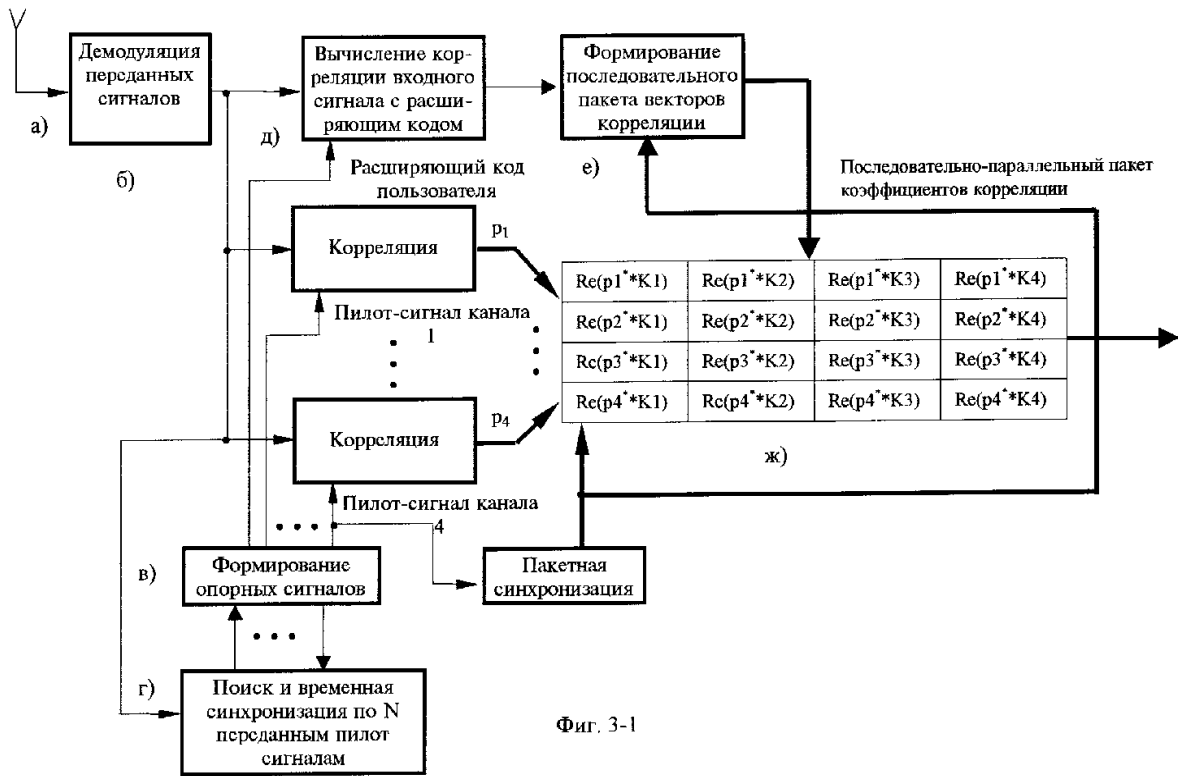 Демодуляция
переданных
сигналов
Вычисление кор-
реляции входного
сигнала с расши-
ряющим кодом
Формирование
последовательного
пакета векторов
корреляции
а)
б)
д)
е)
Расширяющий код
пользователя
Последовательно-параллельный пакет
коэффициентов корреляции
Корреляция
p1
Пилот-сигнал канала
1
Re(p1*K1) Re(p1*K2) Re(p1*K3) Re(p1*K4)
Re(p2**K1) Re(p2**K2) Re(p2**K3) Re(p2**K4)
Re(p3**K1) Re(p3**K2) Re(p3**K3) Re(p3**K4)
Re(p4**K1) Re(p4**K2) Re(p4**K3) Re(p4**K4)
Корреляция
p4
ж)
Пилот-сигнал канала
4
в)
Формирование
опорных сигналов
Пакетная
синхронизация
г)
Поиск и временная
синхронизация по N
переданным пилот
сигналам
Фиг. 3-1